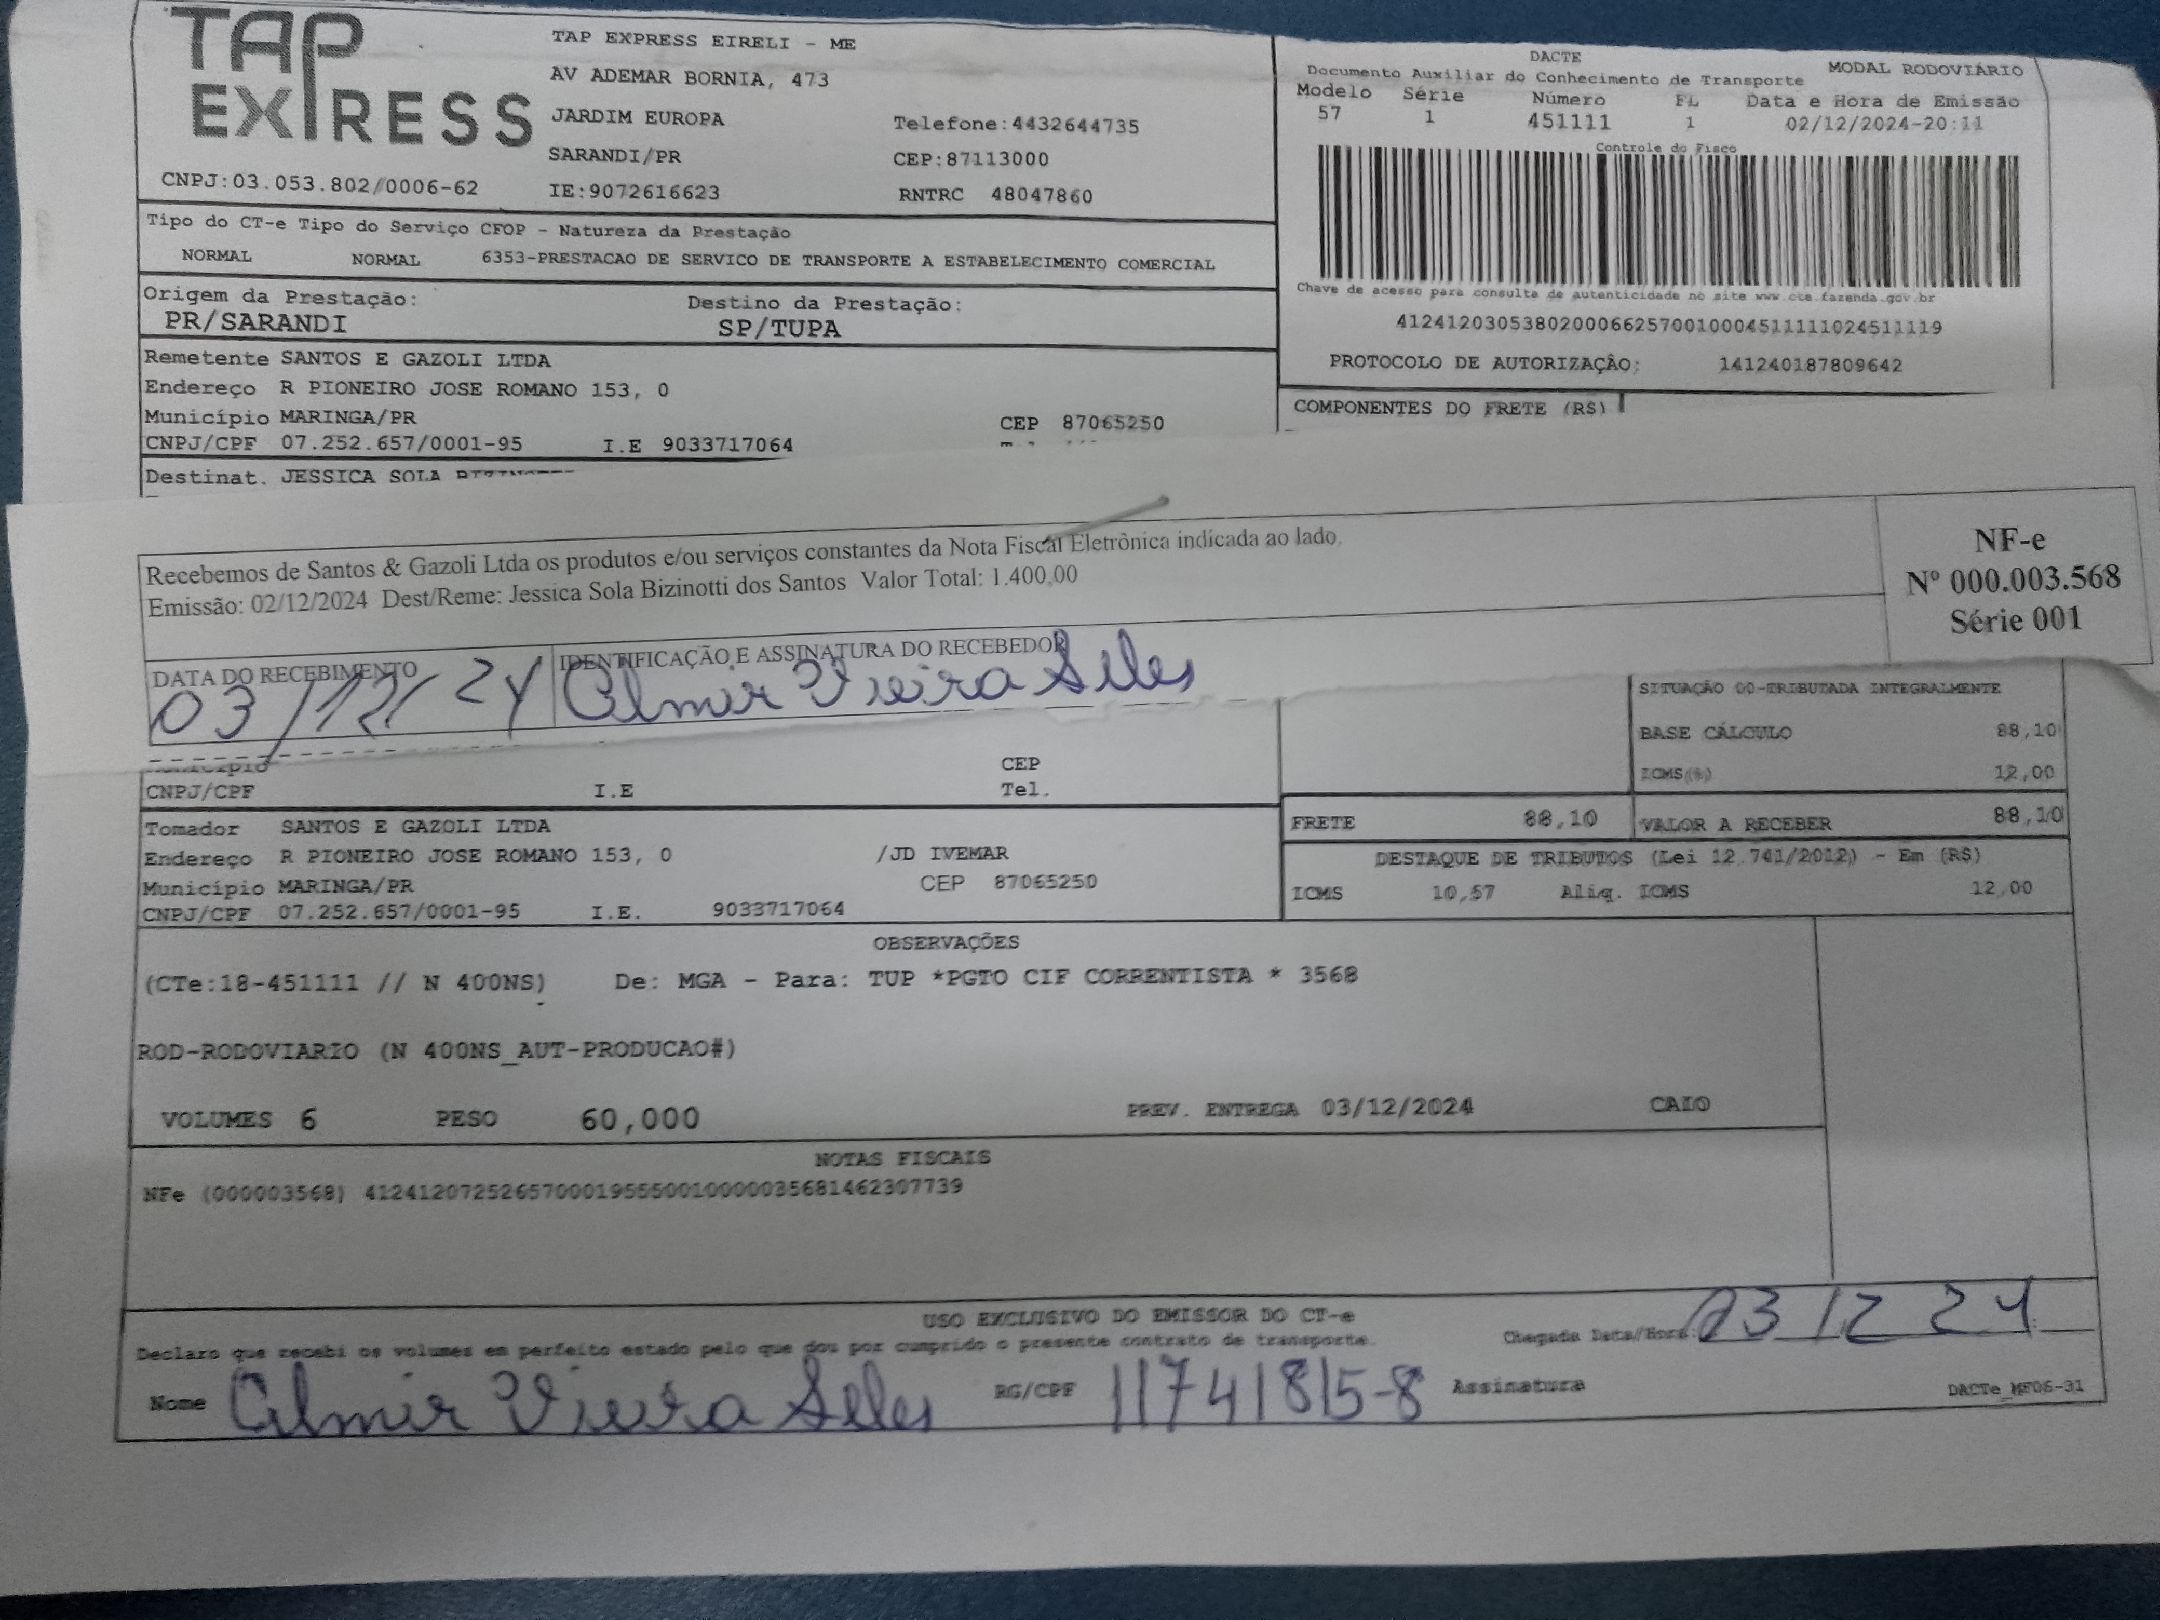 TAP EXPRESS
TAP EXPRESS EIRELI - ME
AV ADEMAR BORNIA, 473
JARDIM EUROPA Telefone:4432644735
SARANDI/PR CEP:87113000
CNPJ:03.053.802/0006-62 IE:9072616623 RNTRC 48047860
DACTE
Documento Auxiliar do Conhecimento de Transporte MODAL RODOVIÁRIO
Modelo Série Número FL Data e Hora de Emissão
57 1 451111 1 02/12/2024-20:11
Controle do Fisco
Chave de acesso para consulta de autenticidade no site www.cte.fazenda.gov.br
41241203053802000662570010004511111024511119
PROTOCOLO DE AUTORIZAÇÃO: 141240187809642
Tipo do CT-e Tipo do Serviço CFOP - Natureza da Prestação
NORMAL NORMAL 6353-PRESTACAO DE SERVICO DE TRANSPORTE A ESTABELECIMENTO COMERCIAL
Origem da Prestação: Destino da Prestação:
PR/SARANDI SP/TUPA
Remetente SANTOS E GAZOLI LTDA
Endereço R PIONEIRO JOSE ROMANO 153, 0
Município MARINGA/PR CEP 87065250
CNPJ/CPF 07.252.657/0001-95 I.E 9033717064
COMPONENTES DO FRETE (R$)
Destinat. JESSICA SOLA
Recebemos de Santos & Gazoli Ltda os produtos e/ou serviços constantes da Nota Fiscal Eletrônica indicada ao lado.
Emissão: 02/12/2024 Dest/Reme: Jessica Sola Bizinotti dos Santos Valor Total: 1.400,00
NF-e
Nº 000.003.568
Série 001
DATA DO RECEBIMENTO IDENTIFICAÇÃO E ASSINATURA DO RECEBEDOR
03/12/24 Vieira
SITUAÇÃO 00-TRIBUTADA INTEGRALMENTE
BASE CÁLCULO 88,10
ICMS(%) 12,00
Município CEP
CNPJ/CPF I.E Tel.
FRETE 88,10 VALOR A RECEBER 88,10
Tomador SANTOS E GAZOLI LTDA
Endereço R PIONEIRO JOSE ROMANO 153, 0 /JD IVEMAR
Município MARINGA/PR CEP 87065250
CNPJ/CPF 07.252.657/0001-95 I.E. 9033717064
DESTAQUE DE TRIBUTOS (Lei 12.741/2012) - Em (R$)
ICMS 10,57 Aliq. ICMS 12,00
OBSERVAÇÕES
(CTe:18-451111 // N 400NS) De: MGA - Para: TUP *PGTO CIF CORRENTISTA * 3568
ROD-RODOVIARIO (N 400NS_AUT-PRODUCAO#)
VOLUMES 6 PESO 60,000 PREV. ENTREGA 03/12/2024 CAIO
NOTAS FISCAIS
NFe (000003568) 41241207252657000195550010000035681462307739
USO EXCLUSIVO DO EMISSOR DO CT-e
Declaro que recebi os volumes em perfeito estado pelo que dou por cumprido o presente contrato de transporte. Chegada Data/Hora: 03 12 24
Nome Vieira RG/CPF 11741815-8 Assinatura DACTe_MF06-31